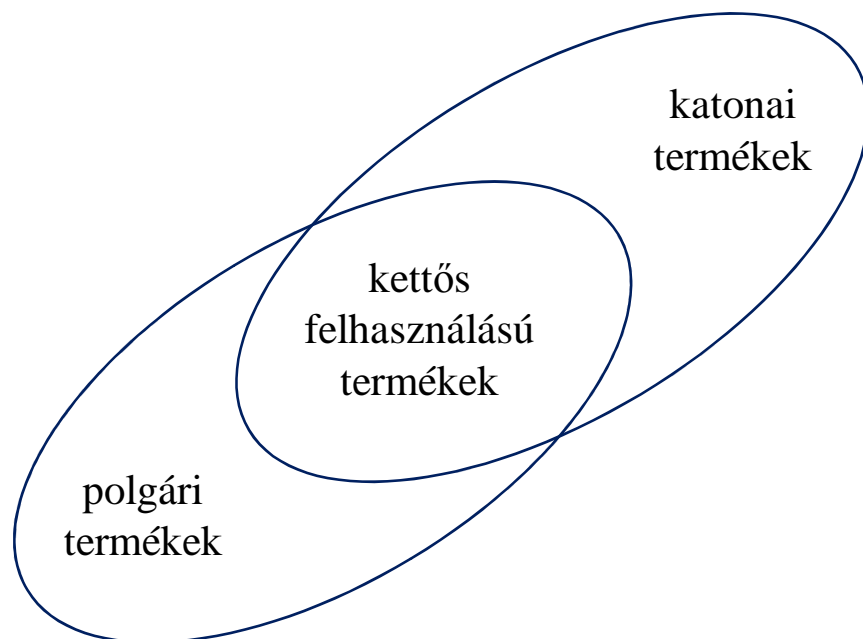 katonai
termékek
kettős
felhasználású
termékek
polgári
termékek